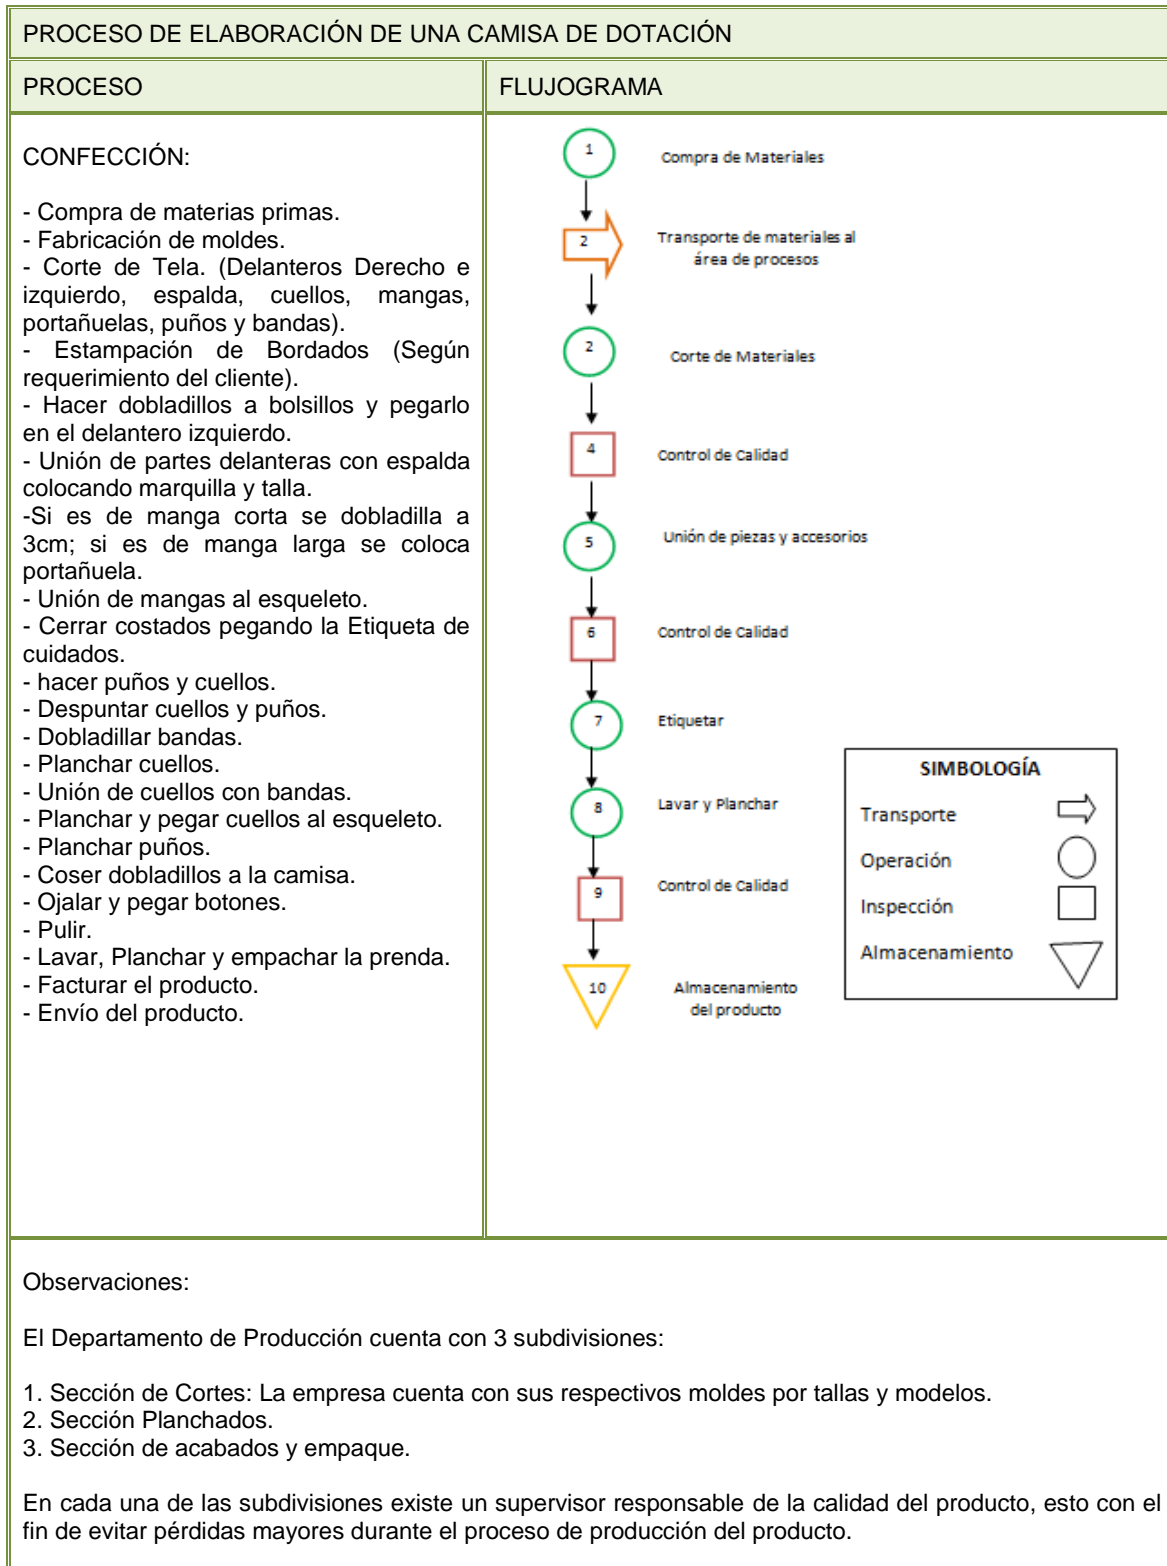 PROCESO DE ELABORACIÓN DE UNA CAMISA DE DOTACIÓN
PROCESO
FLUJOGRAMA
CONFECCIÓN:
- Compra de materias primas.
- Fabricación de moldes.
- Corte de Tela. (Delanteros Derecho e
izquierdo, espalda, cuellos, mangas,
portañuelas, puños y bandas).
- Estampación de Bordados (Según
requerimiento del cliente).
- Hacer dobladillos a bolsillos y pegarlo
en el delantero izquierdo.
- Unión de partes delanteras con espalda
colocando marquilla y talla.
-Si es de manga corta se dobladilla a
3cm; si es de manga larga se coloca
portañuela.
- Unión de mangas al esqueleto.
- Cerrar costados pegando la Etiqueta de
cuidados.
- hacer puños y cuellos.
- Despuntar cuellos y puños.
- Dobladillar bandas.
- Planchar cuellos.
- Unión de cuellos con bandas.
- Planchar y pegar cuellos al esqueleto.
- Planchar puños.
- Coser dobladillos a la camisa.
- Ojalar y pegar botones.
- Pulir.
- Lavar, Planchar y empachar la prenda.
- Facturar el producto.
- Envío del producto.
1 Compra de Materiales
2 Transporte de materiales al
área de procesos
2 Corte de Materiales
4 Control de Calidad
5 Unión de piezas y accesorios
6 Control de Calidad
7 Etiquetar
8 Lavar y Planchar
9 Control de Calidad
10 Almacenamiento
del producto
SIMBOLOGÍA
Transporte
Operación
Inspección
Almacenamiento
Observaciones:
El Departamento de Producción cuenta con 3 subdivisiones:
1. Sección de Cortes: La empresa cuenta con sus respectivos moldes por tallas y modelos.
2. Sección Planchados.
3. Sección de acabados y empaque.
En cada una de las subdivisiones existe un supervisor responsable de la calidad del producto, esto con el
fin de evitar pérdidas mayores durante el proceso de producción del producto.